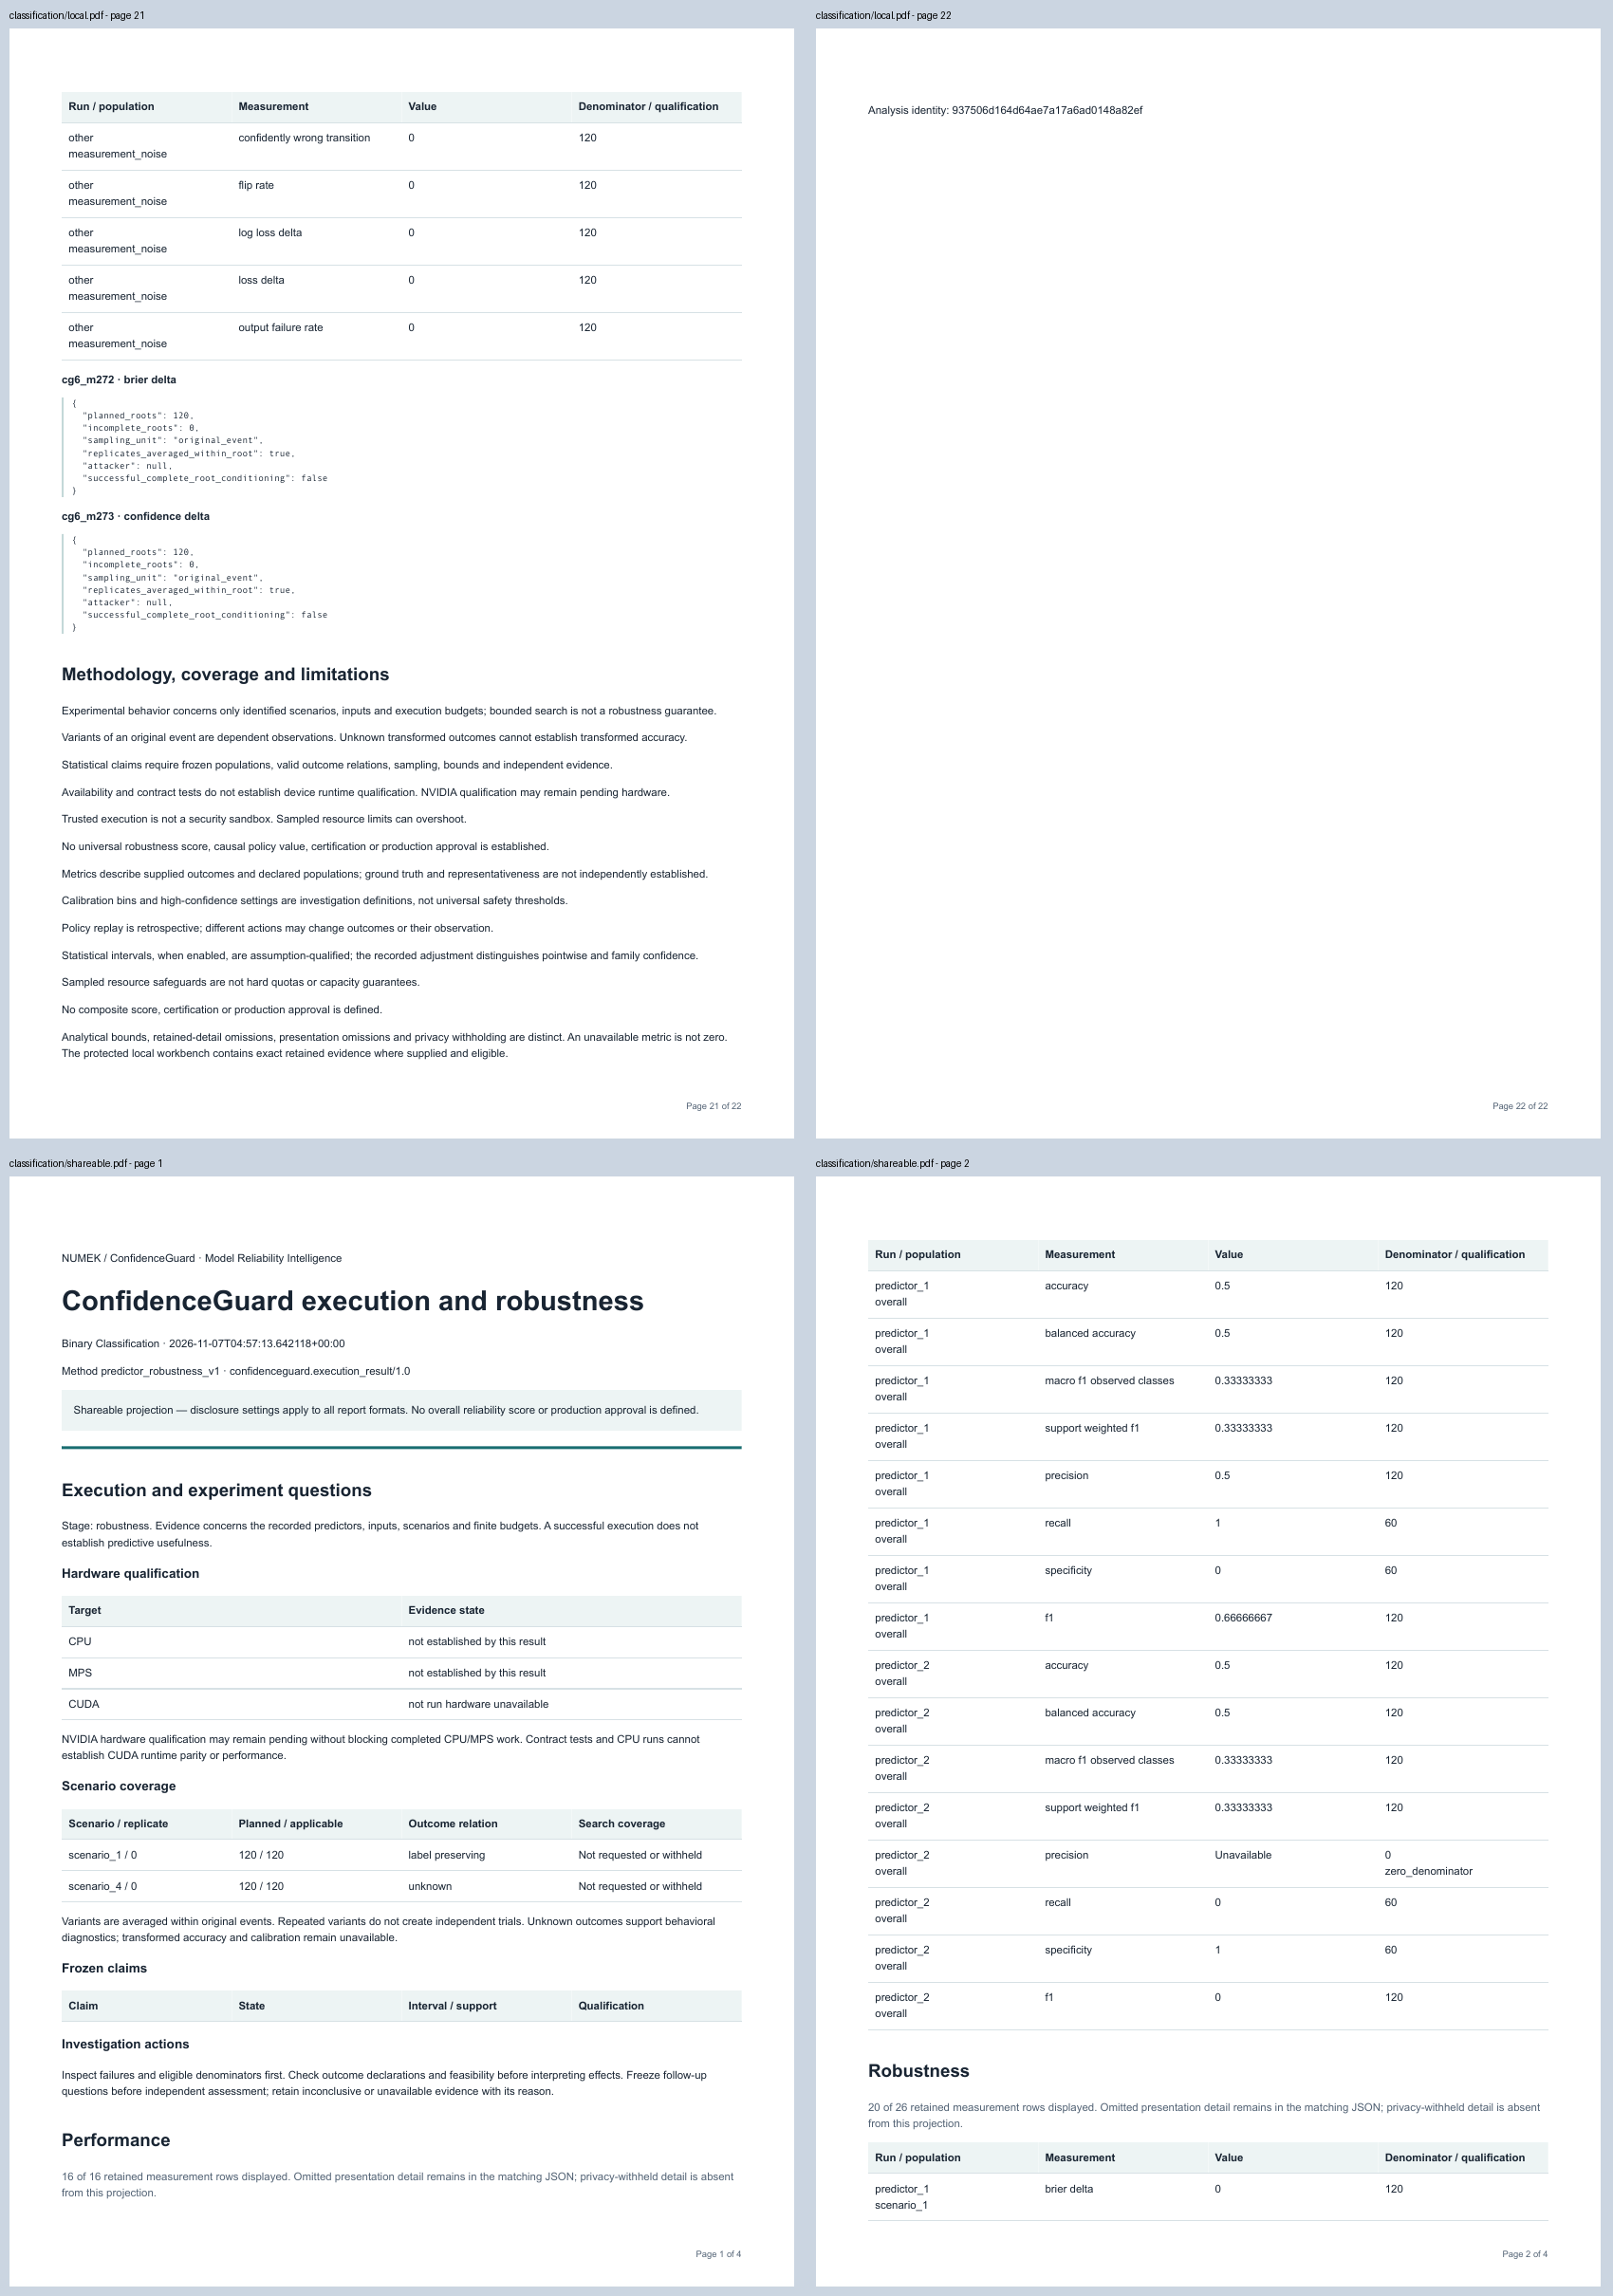 classification/local.pdf - page 21
Run / population Measurement Value Denominator / qualification
other confidently wrong transition 0 120
measurement_noise
other flip rate 0 120
measurement_noise
other log loss delta 0 120
measurement_noise
other loss delta 0 120
measurement_noise
other output failure rate 0 120
measurement_noise
cg6_m272 · brier delta
{
"planned_roots": 120,
"incomplete_roots": 0,
"sampling_unit": "original_event",
"replicates_averaged_within_root": true,
"attacker": null,
"successful_complete_root_conditioning": false
}
cg6_m273 · confidence delta
{
"planned_roots": 120,
"incomplete_roots": 0,
"sampling_unit": "original_event",
"replicates_averaged_within_root": true,
"attacker": null,
"successful_complete_root_conditioning": false
}
Methodology, coverage and limitations
Experimental behavior concerns only identified scenarios, inputs and execution budgets; bounded search is not a robustness guarantee.
Variants of an original event are dependent observations. Unknown transformed outcomes cannot establish transformed accuracy.
Statistical claims require frozen populations, valid outcome relations, sampling, bounds and independent evidence.
Availability and contract tests do not establish device runtime qualification. NVIDIA qualification may remain pending hardware.
Trusted execution is not a security sandbox. Sampled resource limits can overshoot.
No universal robustness score, causal policy value, certification or production approval is established.
Metrics describe supplied outcomes and declared populations; ground truth and representativeness are not independently established.
Calibration bins and high-confidence settings are investigation definitions, not universal safety thresholds.
Policy replay is retrospective; different actions may change outcomes or their observation.
Statistical intervals, when enabled, are assumption-qualified; the recorded adjustment distinguishes pointwise and family confidence.
Sampled resource safeguards are not hard quotas or capacity guarantees.
No composite score, certification or production approval is defined.
Analytical bounds, retained-detail omissions, presentation omissions and privacy withholding are distinct. An unavailable metric is not zero.
The protected local workbench contains exact retained evidence where supplied and eligible.
Page 21 of 22
classification/local.pdf - page 22
Analysis identity: 937506d164d64ae7a17a6ad0148a82ef
Page 22 of 22
classification/shareable.pdf - page 1
NUMEK / ConfidenceGuard · Model Reliability Intelligence
ConfidenceGuard execution and robustness
Binary Classification · 2026-11-07T04:57:13.642118+00:00
Method predictor_robustness_v1 · confidenceguard.execution_result/1.0
Shareable projection — disclosure settings apply to all report formats. No overall reliability score or production approval is defined.
Execution and experiment questions
Stage: robustness. Evidence concerns the recorded predictors, inputs, scenarios and finite budgets. A successful execution does not
establish predictive usefulness.
Hardware qualification
Target Evidence state
CPU not established by this result
MPS not established by this result
CUDA not run hardware unavailable
NVIDIA hardware qualification may remain pending without blocking completed CPU/MPS work. Contract tests and CPU runs cannot
establish CUDA runtime parity or performance.
Scenario coverage
Scenario / replicate Planned / applicable Outcome relation Search coverage
scenario_1 / 0 120 / 120 label preserving Not requested or withheld
scenario_4 / 0 120 / 120 unknown Not requested or withheld
Variants are averaged within original events. Repeated variants do not create independent trials. Unknown outcomes support behavioral
diagnostics; transformed accuracy and calibration remain unavailable.
Frozen claims
Claim State Interval / support Qualification
Investigation actions
Inspect failures and eligible denominators first. Check outcome declarations and feasibility before interpreting effects. Freeze follow-up
questions before independent assessment; retain inconclusive or unavailable evidence with its reason.
Performance
16 of 16 retained measurement rows displayed. Omitted presentation detail remains in the matching JSON; privacy-withheld detail is absent
from this projection.
Page 1 of 4
classification/shareable.pdf - page 2
Run / population Measurement Value Denominator / qualification
predictor_1 accuracy 0.5 120
overall
predictor_1 balanced accuracy 0.5 120
overall
predictor_1 macro f1 observed classes 0.33333333 120
overall
predictor_1 support weighted f1 0.33333333 120
overall
predictor_1 precision 0.5 120
overall
predictor_1 recall 1 60
overall
predictor_1 specificity 0 60
overall
predictor_1 f1 0.66666667 120
overall
predictor_2 accuracy 0.5 120
overall
predictor_2 balanced accuracy 0.5 120
overall
predictor_2 macro f1 observed classes 0.33333333 120
overall
predictor_2 support weighted f1 0.33333333 120
overall
predictor_2 precision Unavailable 0
overall zero_denominator
predictor_2 recall 0 60
overall
predictor_2 specificity 1 60
overall
predictor_2 f1 0 120
overall
Robustness
20 of 26 retained measurement rows displayed. Omitted presentation detail remains in the matching JSON; privacy-withheld detail is absent
from this projection.
Run / population Measurement Value Denominator / qualification
predictor_1 brier delta 0 120
scenario_1
Page 2 of 4